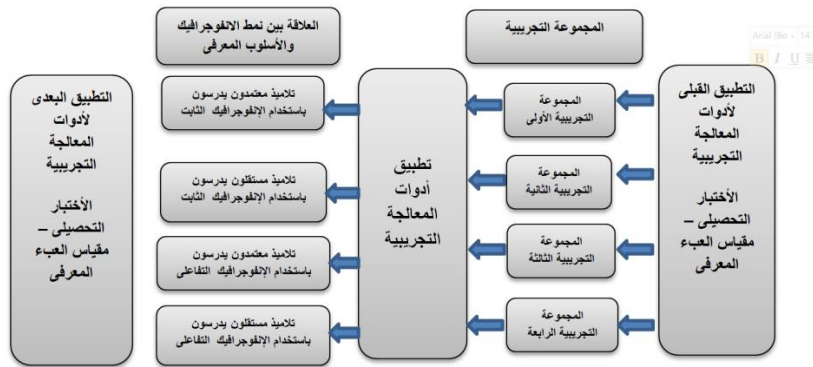 المجموعة التجريبية
العلاقة بين نمط الانفوجرافيك
والأسلوب المعرفى
Arial (Bo
14
B I U
التطبيق القبلى
لأدوات
المعالجة
التجريبية
الأختبار
التحصيلى –
مقياس العبء
المعرفى
المجموعة
التجريبية الأولى
المجموعة
التجريبية الثانية
المجموعة
التجريبية الثالثة
المجموعة
التجريبية الرابعة
تطبيق
أدوات
المعالجة
التجريبية
تلاميذ معتمدون يدرسون
باستخدام الإنفوجرافيك الثابت
تلاميذ مستقلون يدرسون
باستخدام الإنفوجرافيك الثابت
تلاميذ معتمدون يدرسون
باستخدام الإنفوجرافيك التفاعلى
تلاميذ مستقلون يدرسون
باستخدام الإنفوجرافيك التفاعلى
التطبيق البعدى
لأدوات
المعالجة
التجريبية
الأختبار
التحصيلى –
مقياس العبء
المعرفى